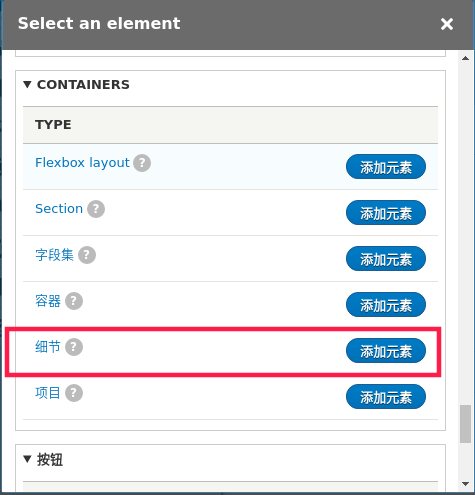 Select an element
CONTAINERS
TYPE
Flexbox layout ? 添加元素
Section ? 添加元素
字段集 ? 添加元素
容器 ? 添加元素
细节 ? 添加元素
项目 ? 添加元素
按钮